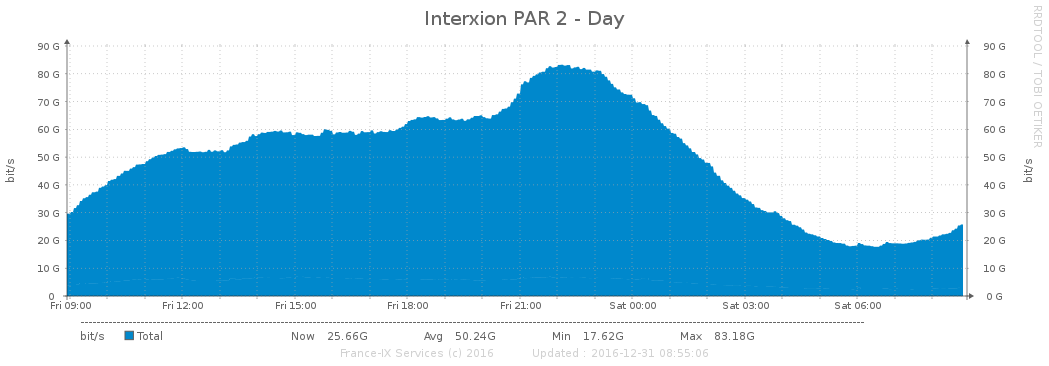 Interxion PAR 2 - Day
RRDTOOL / TOBI OETIKER
90 G 90 G
80 G 80 G
70 G 70 G
60 G 60 G
50 G 50 G
40 G 40 G
30 G 30 G
20 G 20 G
10 G 10 G
0 0 G
bit/s bit/s
Fri 09:00 Fri 12:00 Fri 15:00 Fri 18:00 Fri 21:00 Sat 00:00 Sat 03:00 Sat 06:00
bit/s Total Now 25.66G Avg 50.24G Min 17.62G Max 83.18G
France-IX Services (c) 2016 Updated : 2016-12-31 08:55:06